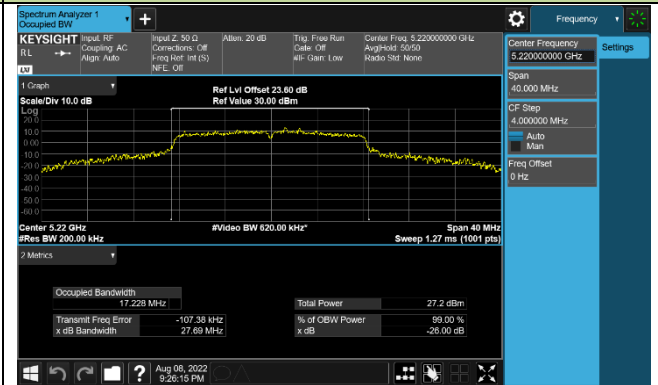 Spectrum Analyzer 1
Occupied BW
Frequency
KEYSIGHT
RL
Input: RF
Coupling: AC
Align: Auto
Input Z: 50 Ω
Corrections: Off
Freq Ref: Int (S)
NFE: Off
Atten: 20 dB
Trig: Free Run
Gate: Off
#IF Gain: Low
Center Freq: 5.220000000 GHz
Avg|Hold: 50/50
Radio Std: None
LXI
Center Frequency
5.220000000 GHz
Settings
Span
40.000 MHz
CF Step
4.000000 MHz
Auto
Man
Freq Offset
0 Hz
1 Graph
Scale/Div 10.0 dB
Ref Lvl Offset 23.60 dB
Ref Value 30.00 dBm
Log
20.0
10.0
0.00
-10.0
-20.0
-30.0
-40.0
-50.0
-60.0
Center 5.22 GHz
#Res BW 200.00 kHz
#Video BW 620.00 kHz*
Span 40 MHz
Sweep 1.27 ms (1001 pts)
2 Metrics
Occupied Bandwidth
17.228 MHz
Total Power 27.2 dBm
Transmit Freq Error -107.38 kHz
% of OBW Power 99.00 %
x dB Bandwidth 27.69 MHz
x dB -26.00 dB
?
Aug 08, 2022
9:26:15 PM